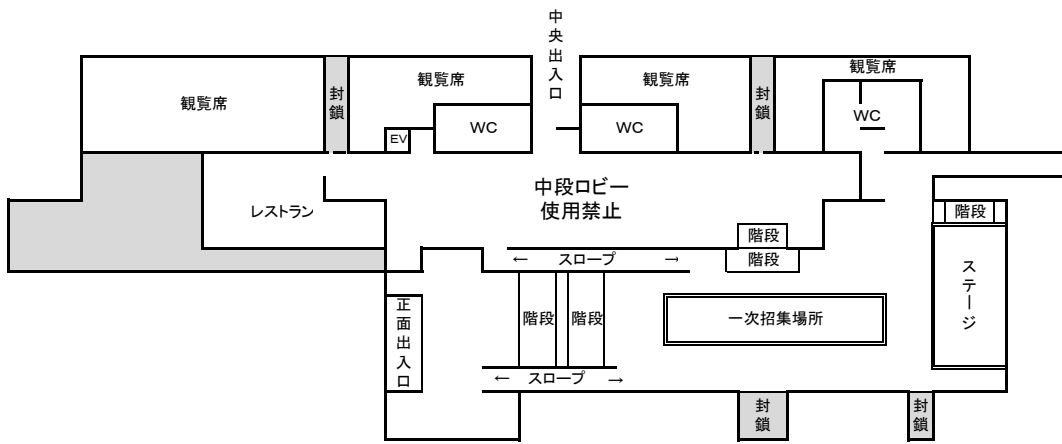 中央出入口
観覧席
封鎖
観覧席
EV
WC
観覧席
WC
封鎖
観覧席
WC
レストラン
中段ロビー
使用禁止
階段
階段
← スロープ →
階段
階段
階段
正面出入口
一次招集場所
ステージ
← スロープ →
封鎖
封鎖